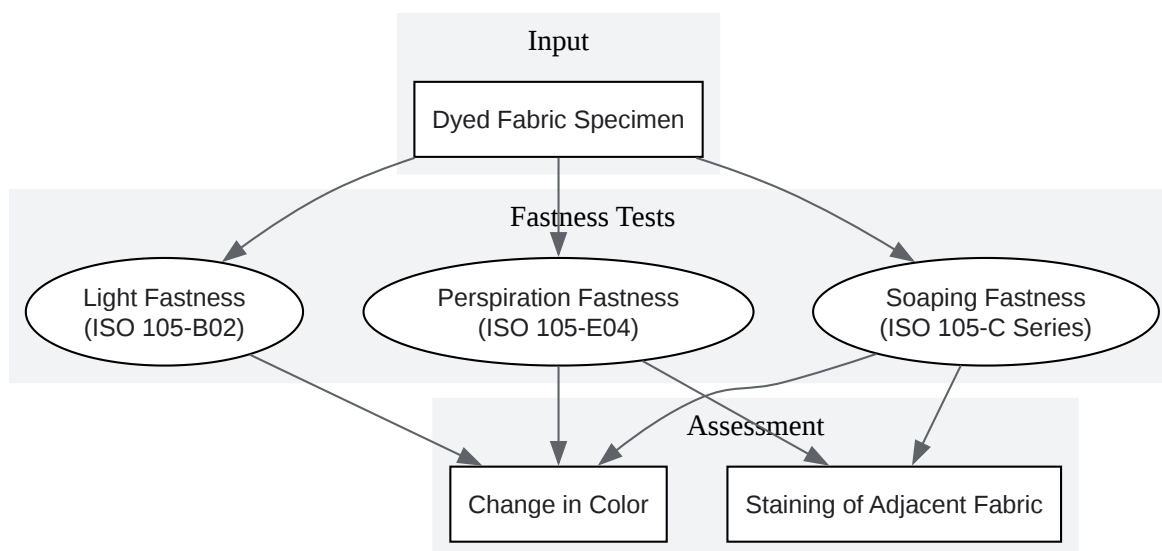 Input
Dyed Fabric Specimen
Fastness Tests
Light Fastness
(ISO 105-B02)
Perspiration Fastness
(ISO 105-E04)
Soaping Fastness
(ISO 105-C Series)
Assessment
Change in Color
Staining of Adjacent Fabric